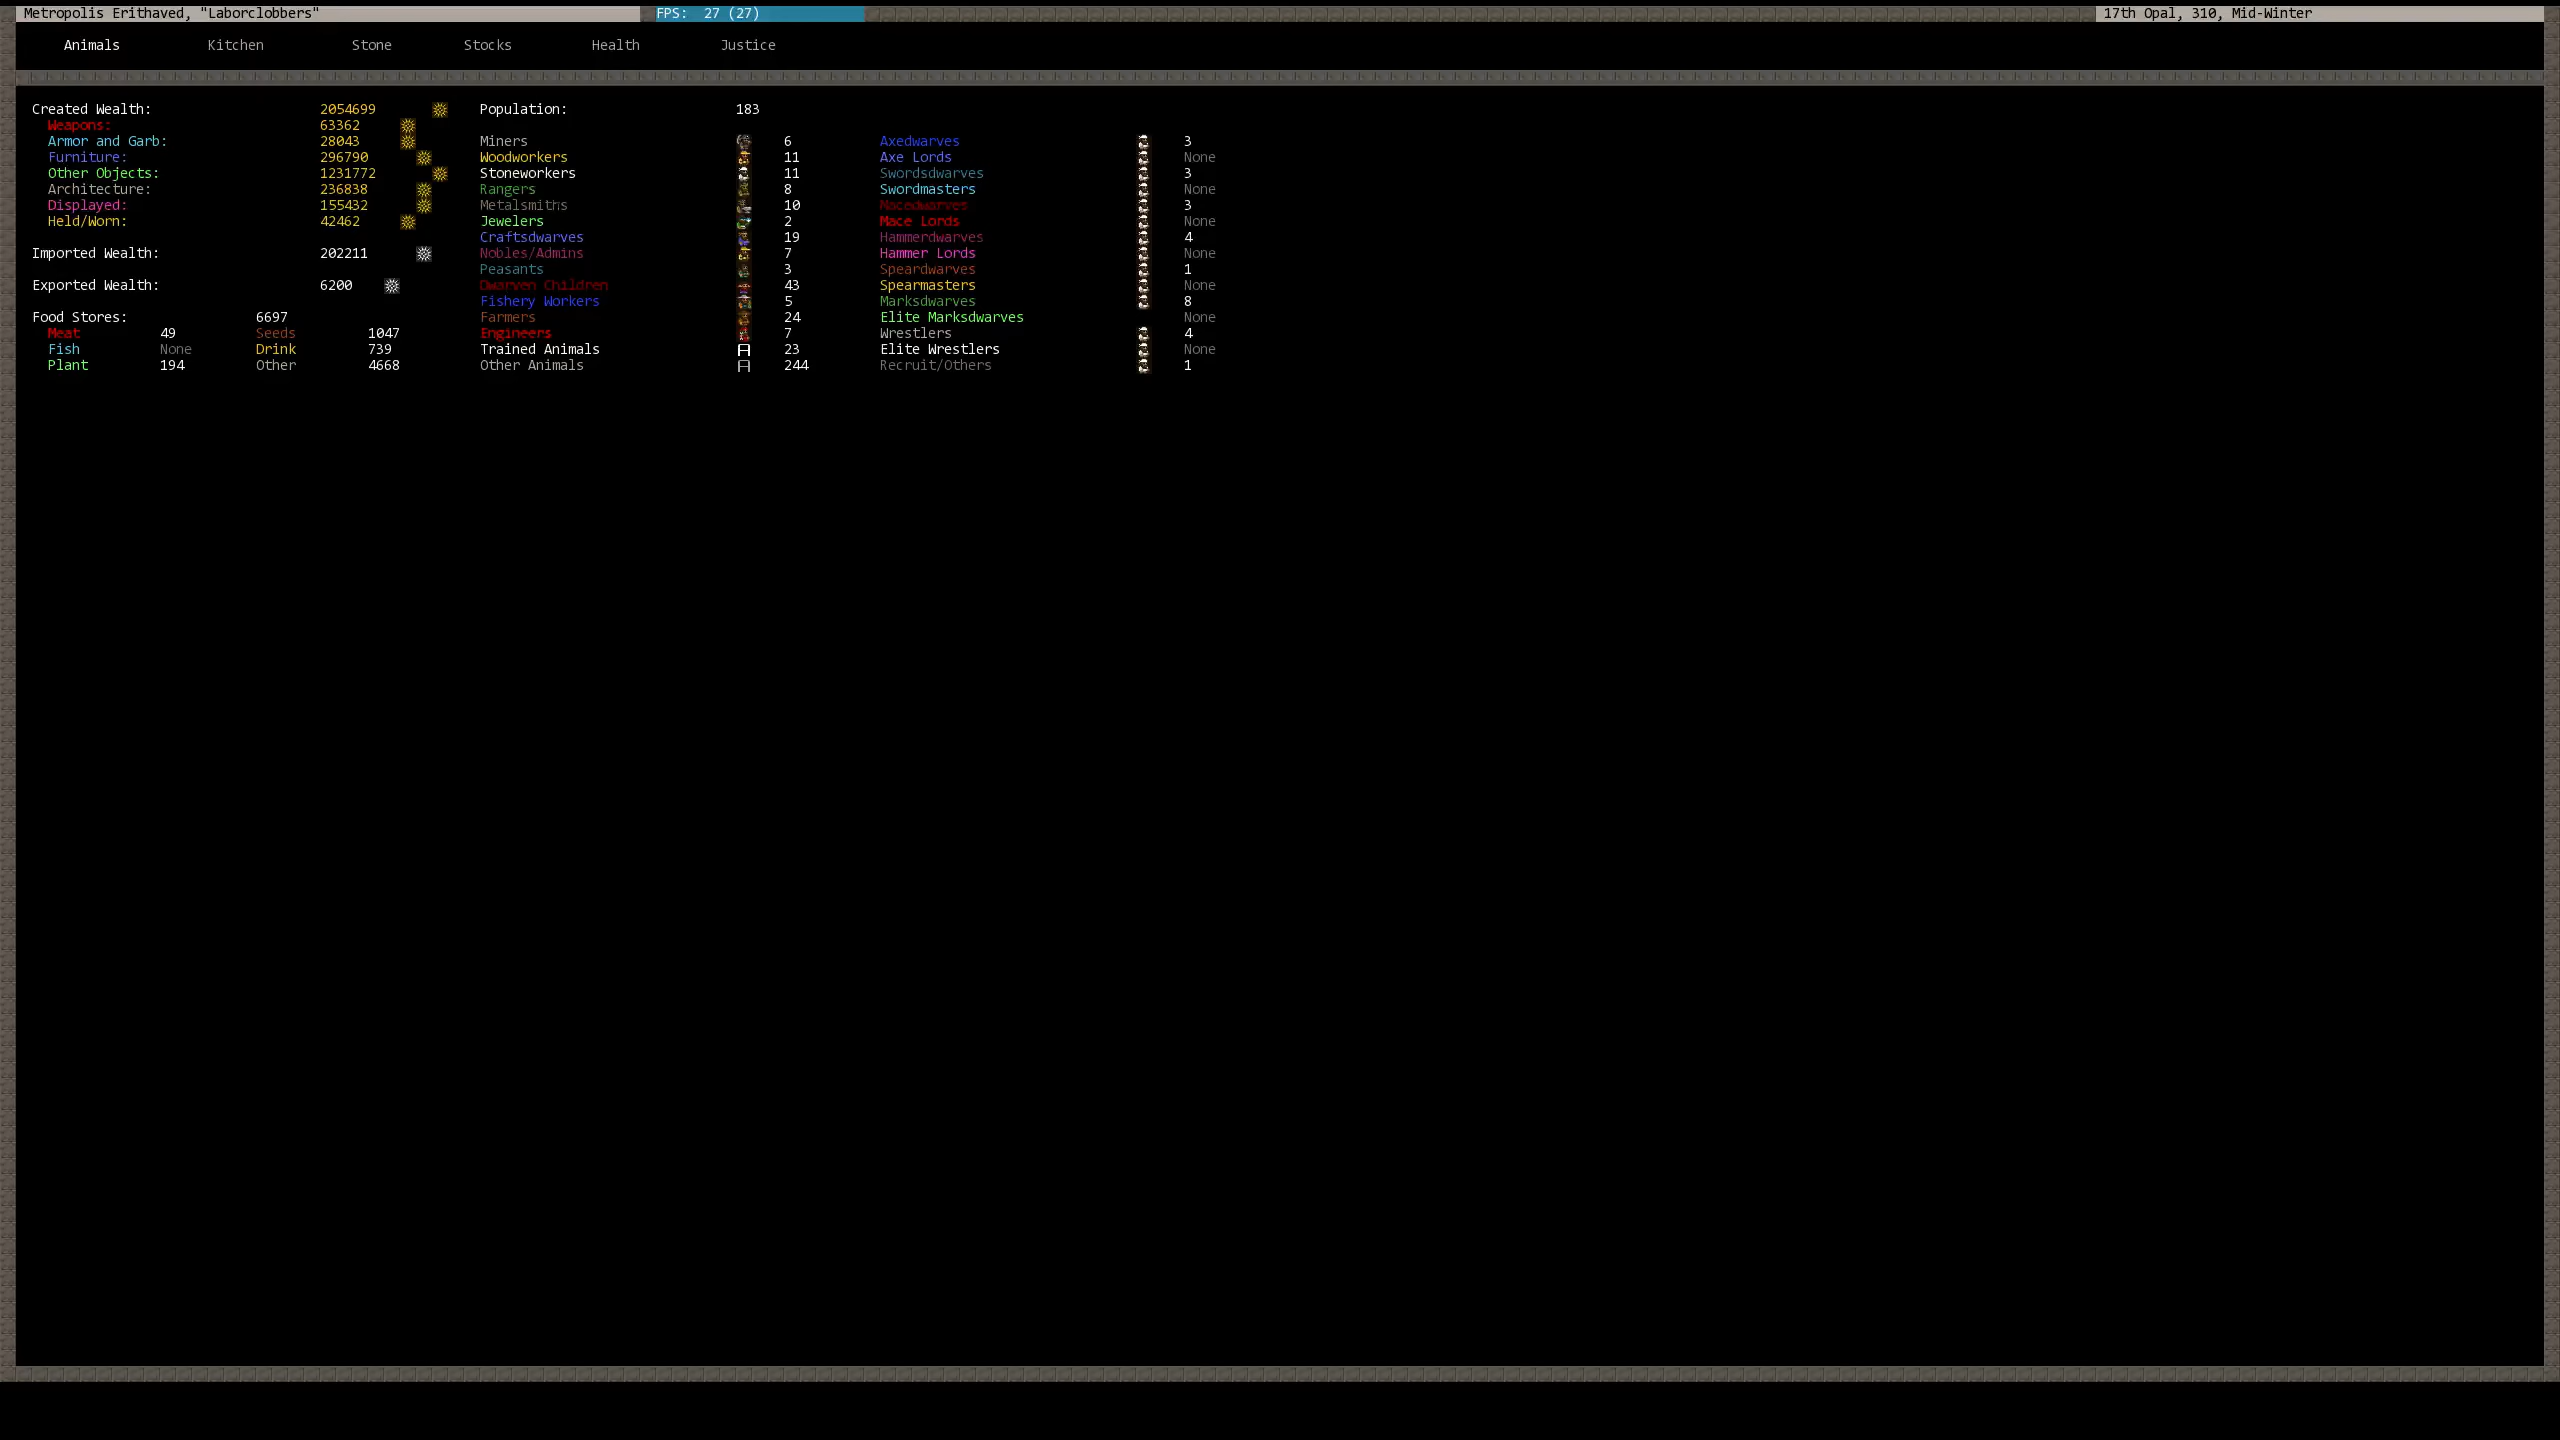 Metropolis Erithaved, "Laborclobbers" FPS: 27 (27) 17th Opal, 310, Mid-Winter
Animals Kitchen Stone Stocks Health Justice
Created Wealth: 2054699 Population: 183
Weapons: 63362
Armor and Garb: 28043 Miners 6 Axedwarves 3
Furniture: 296790 Woodworkers 11 Axe Lords None
Other Objects: 1231772 Stoneworkers 11 Swordsdwarves 3
Architecture: 236838 Rangers 8 Swordmasters None
Displayed: 155432 Metalsmiths 10 Macedwarves 3
Held/Worn: 42462 Jewelers 2 Mace Lords None
Craftsdwarves 19 Hammerdwarves 4
Imported Wealth: 202211 Nobles/Admins 7 Hammer Lords None
Peasants 3 Speardwarves 1
Exported Wealth: 6200 Dwarven Children 43 Spearmasters None
Fishery Workers 5 Marksdwarves 8
Food Stores: 6697 Farmers 24 Elite Marksdwarves None
Meat 49 Seeds 1047 Engineers 7 Wrestlers 4
Fish None Drink 739 Trained Animals 23 Elite Wrestlers None
Plant 194 Other 4668 Other Animals 244 Recruit/Others 1